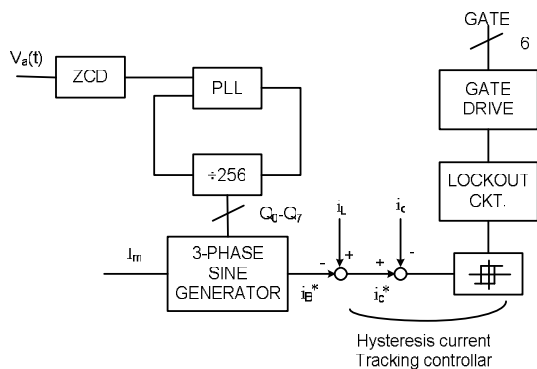 GATE
6
Va(t)
ZCD
PLL
GATE
DRIVE
÷256
LOCKOUT
CKT.
Q0-Q7
iL
ic
Im
3-PHASE
SINE
GENERATOR
-
+
+
-
iB*
ic*
Hysteresis current
Tracking controllar